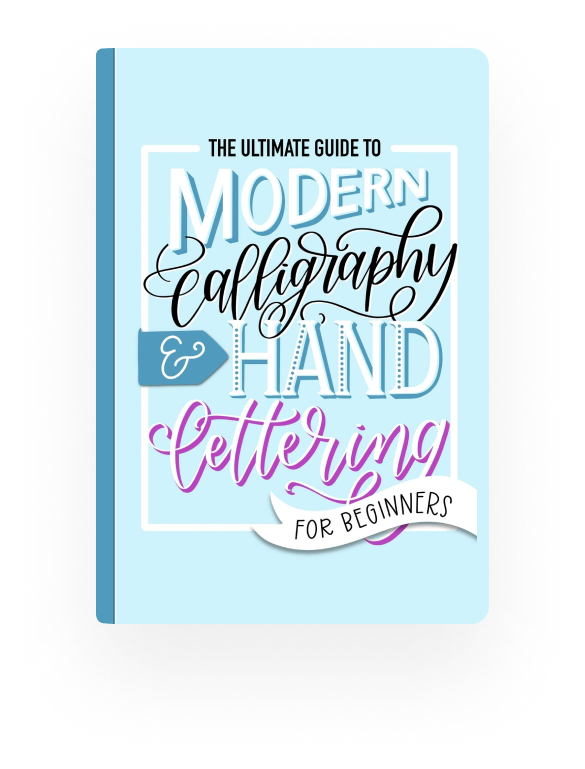 THE ULTIMATE GUIDE TO
MODERN
Calligraphy
& HAND
lettering
FOR BEGINNERS